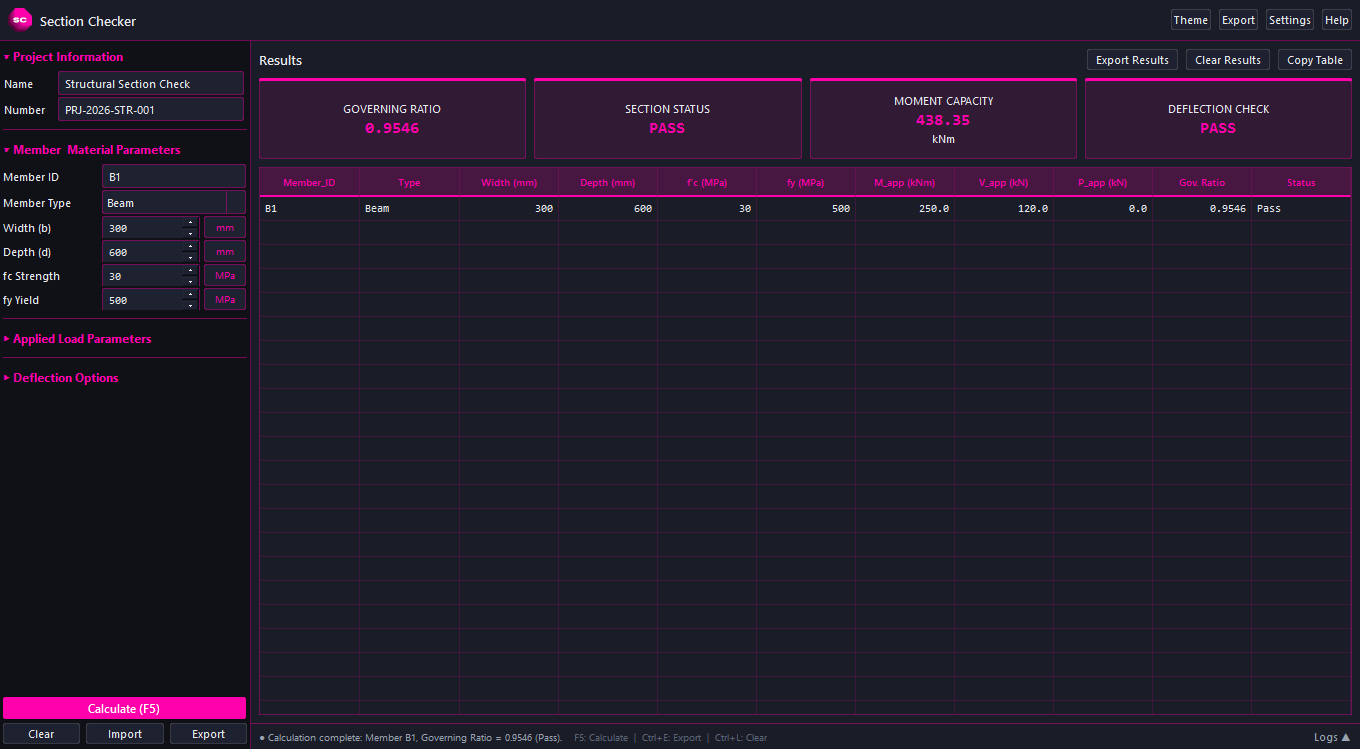 SC Section Checker Theme Export Settings Help
▾ Project Information
Name Structural Section Check
Number PRJ-2026-STR-001
▾ Member Material Parameters
Member ID B1
Member Type Beam
Width (b) 300 mm
Depth (d) 600 mm
fc Strength 30 MPa
fy Yield 500 MPa
▸ Applied Load Parameters
▸ Deflection Options
Calculate (F5)
Clear Import Export
Results Export Results Clear Results Copy Table
GOVERNING RATIO
0.9546
SECTION STATUS
PASS
MOMENT CAPACITY
438.35
kNm
DEFLECTION CHECK
PASS
Member_ID Type Width (mm) Depth (mm) f'c (MPa) fy (MPa) M_app (kNm) V_app (kN) P_app (kN) Gov. Ratio Status
B1 Beam 300 600 30 500 250.0 120.0 0.0 0.9546 Pass
● Calculation complete: Member B1, Governing Ratio = 0.9546 (Pass). F5: Calculate | Ctrl+E: Export | Ctrl+L: Clear Logs ▲